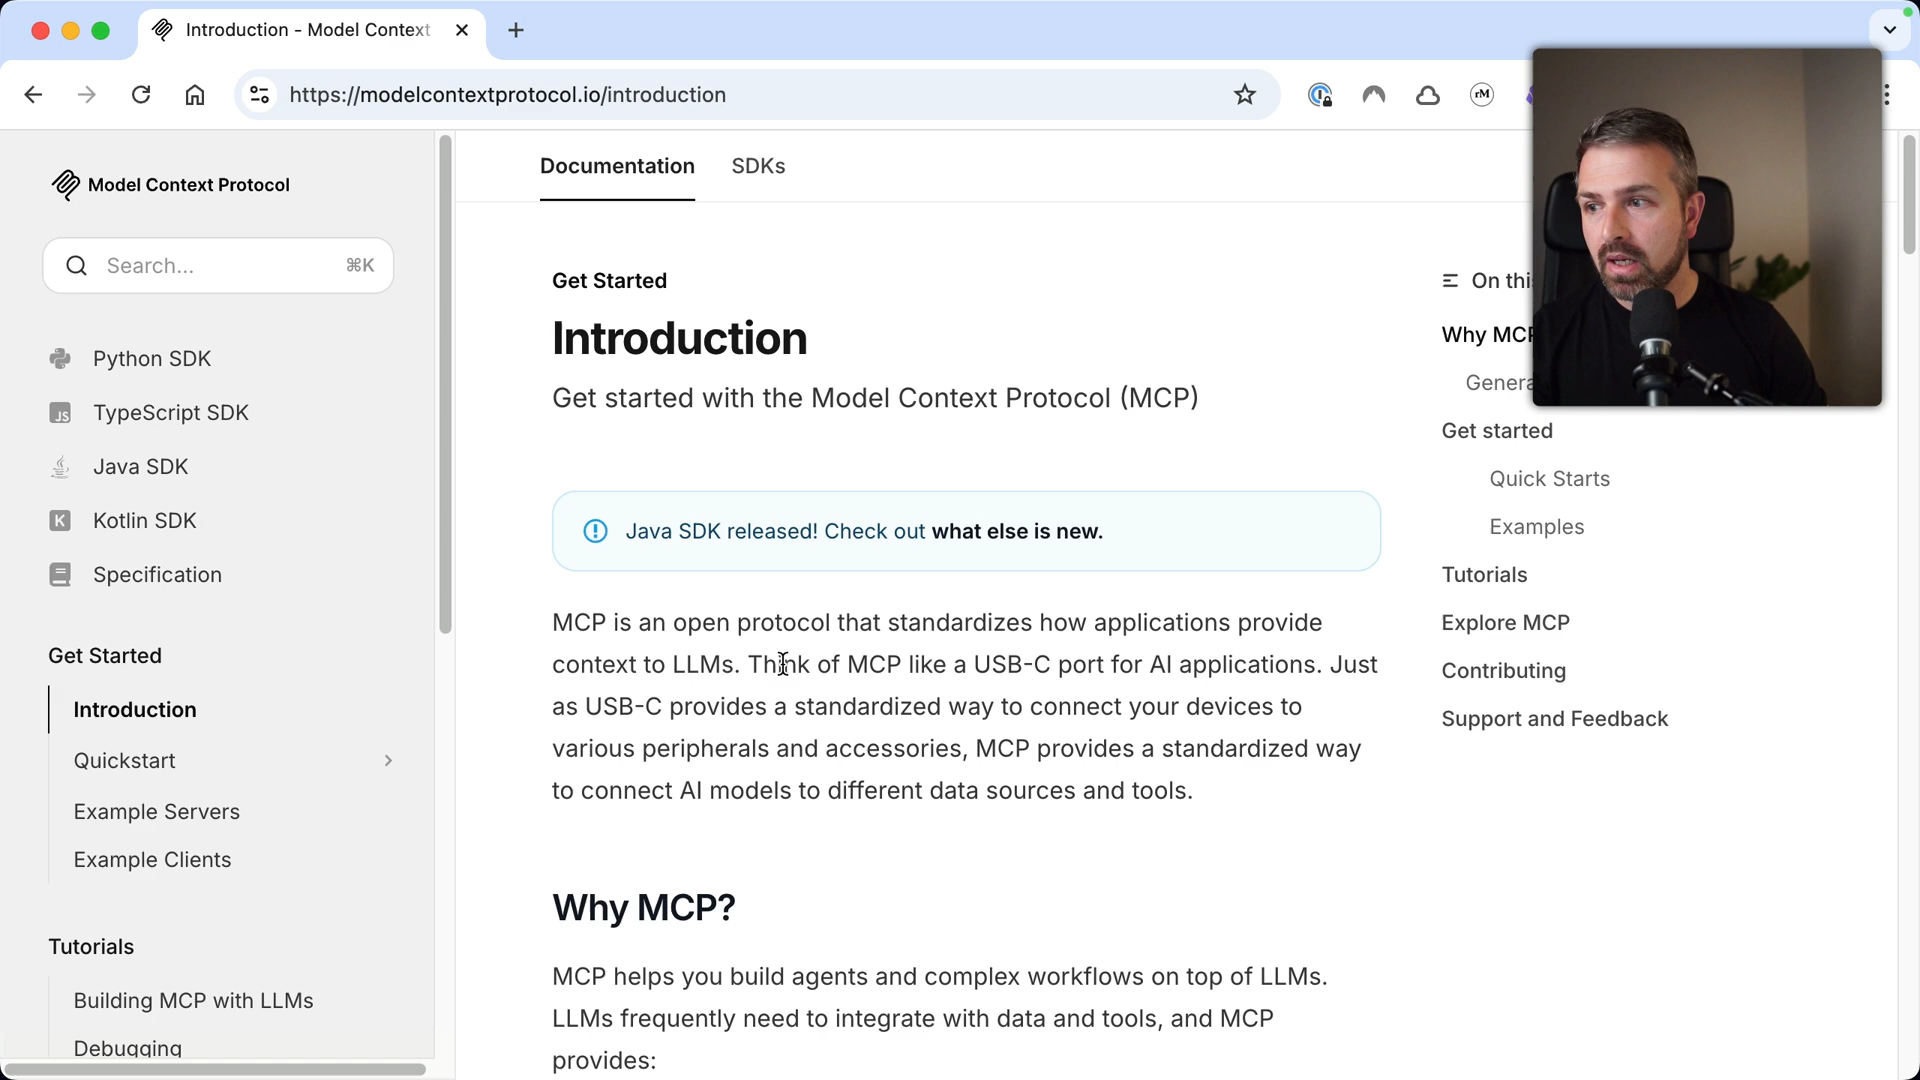 Introduction - Model Context
https://modelcontextprotocol.io/introduction
rM
Model Context Protocol
Search...
⌘K
Python SDK
JS
TypeScript SDK
Java SDK
K
Kotlin SDK
Specification
Get Started
Introduction
Quickstart
Example Servers
Example Clients
Tutorials
Building MCP with LLMs
Debugging
Documentation
SDKs
Get Started
Introduction
Get started with the Model Context Protocol (MCP)
Java SDK released! Check out what else is new.
MCP is an open protocol that standardizes how applications provide
context to LLMs. Think of MCP like a USB-C port for AI applications. Just
as USB-C provides a standardized way to connect your devices to
various peripherals and accessories, MCP provides a standardized way
to connect AI models to different data sources and tools.
Why MCP?
MCP helps you build agents and complex workflows on top of LLMs.
LLMs frequently need to integrate with data and tools, and MCP
provides:
On
Why MCP
Get started
Quick Starts
Examples
Tutorials
Explore MCP
Contributing
Support and Feedback